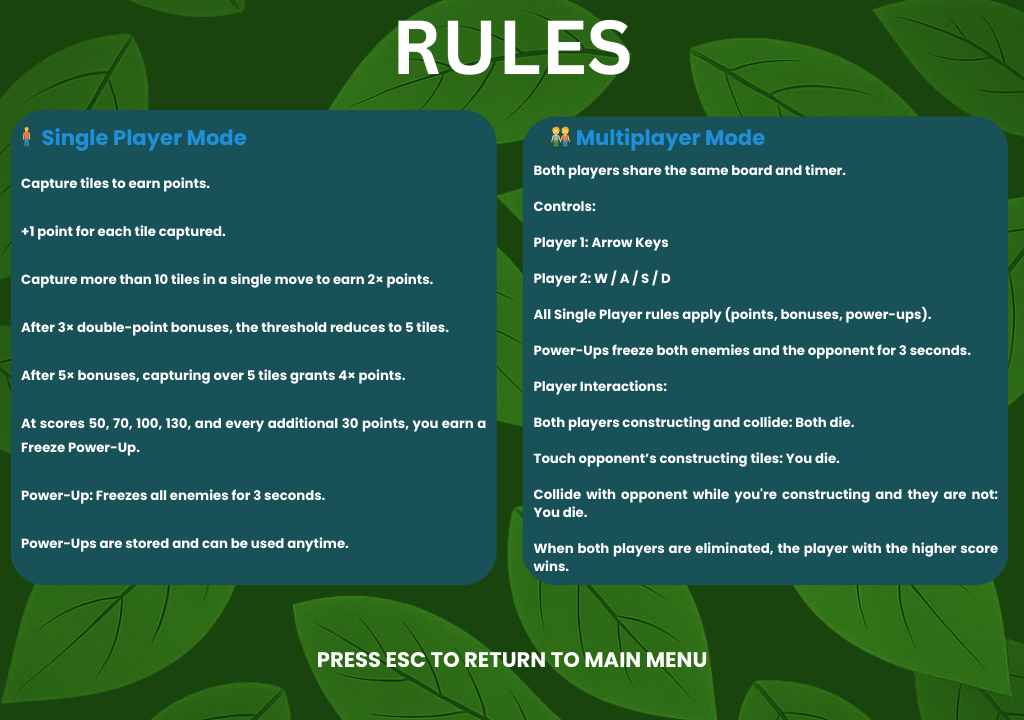 RULES
Single Player Mode
Capture tiles to earn points.
+1 point for each tile captured.
Capture more than 10 tiles in a single move to earn 2× points.
After 3× double-point bonuses, the threshold reduces to 5 tiles.
After 5× bonuses, capturing over 5 tiles grants 4× points.
At scores 50, 70, 100, 130, and every additional 30 points, you earn a
Freeze Power-Up.
Power-Up: Freezes all enemies for 3 seconds.
Power-Ups are stored and can be used anytime.
Multiplayer Mode
Both players share the same board and timer.
Controls:
Player 1: Arrow Keys
Player 2: W / A / S / D
All Single Player rules apply (points, bonuses, power-ups).
Power-Ups freeze both enemies and the opponent for 3 seconds.
Player Interactions:
Both players constructing and collide: Both die.
Touch opponent’s constructing tiles: You die.
Collide with opponent while you're constructing and they are not:
You die.
When both players are eliminated, the player with the higher score
wins.
PRESS ESC TO RETURN TO MAIN MENU